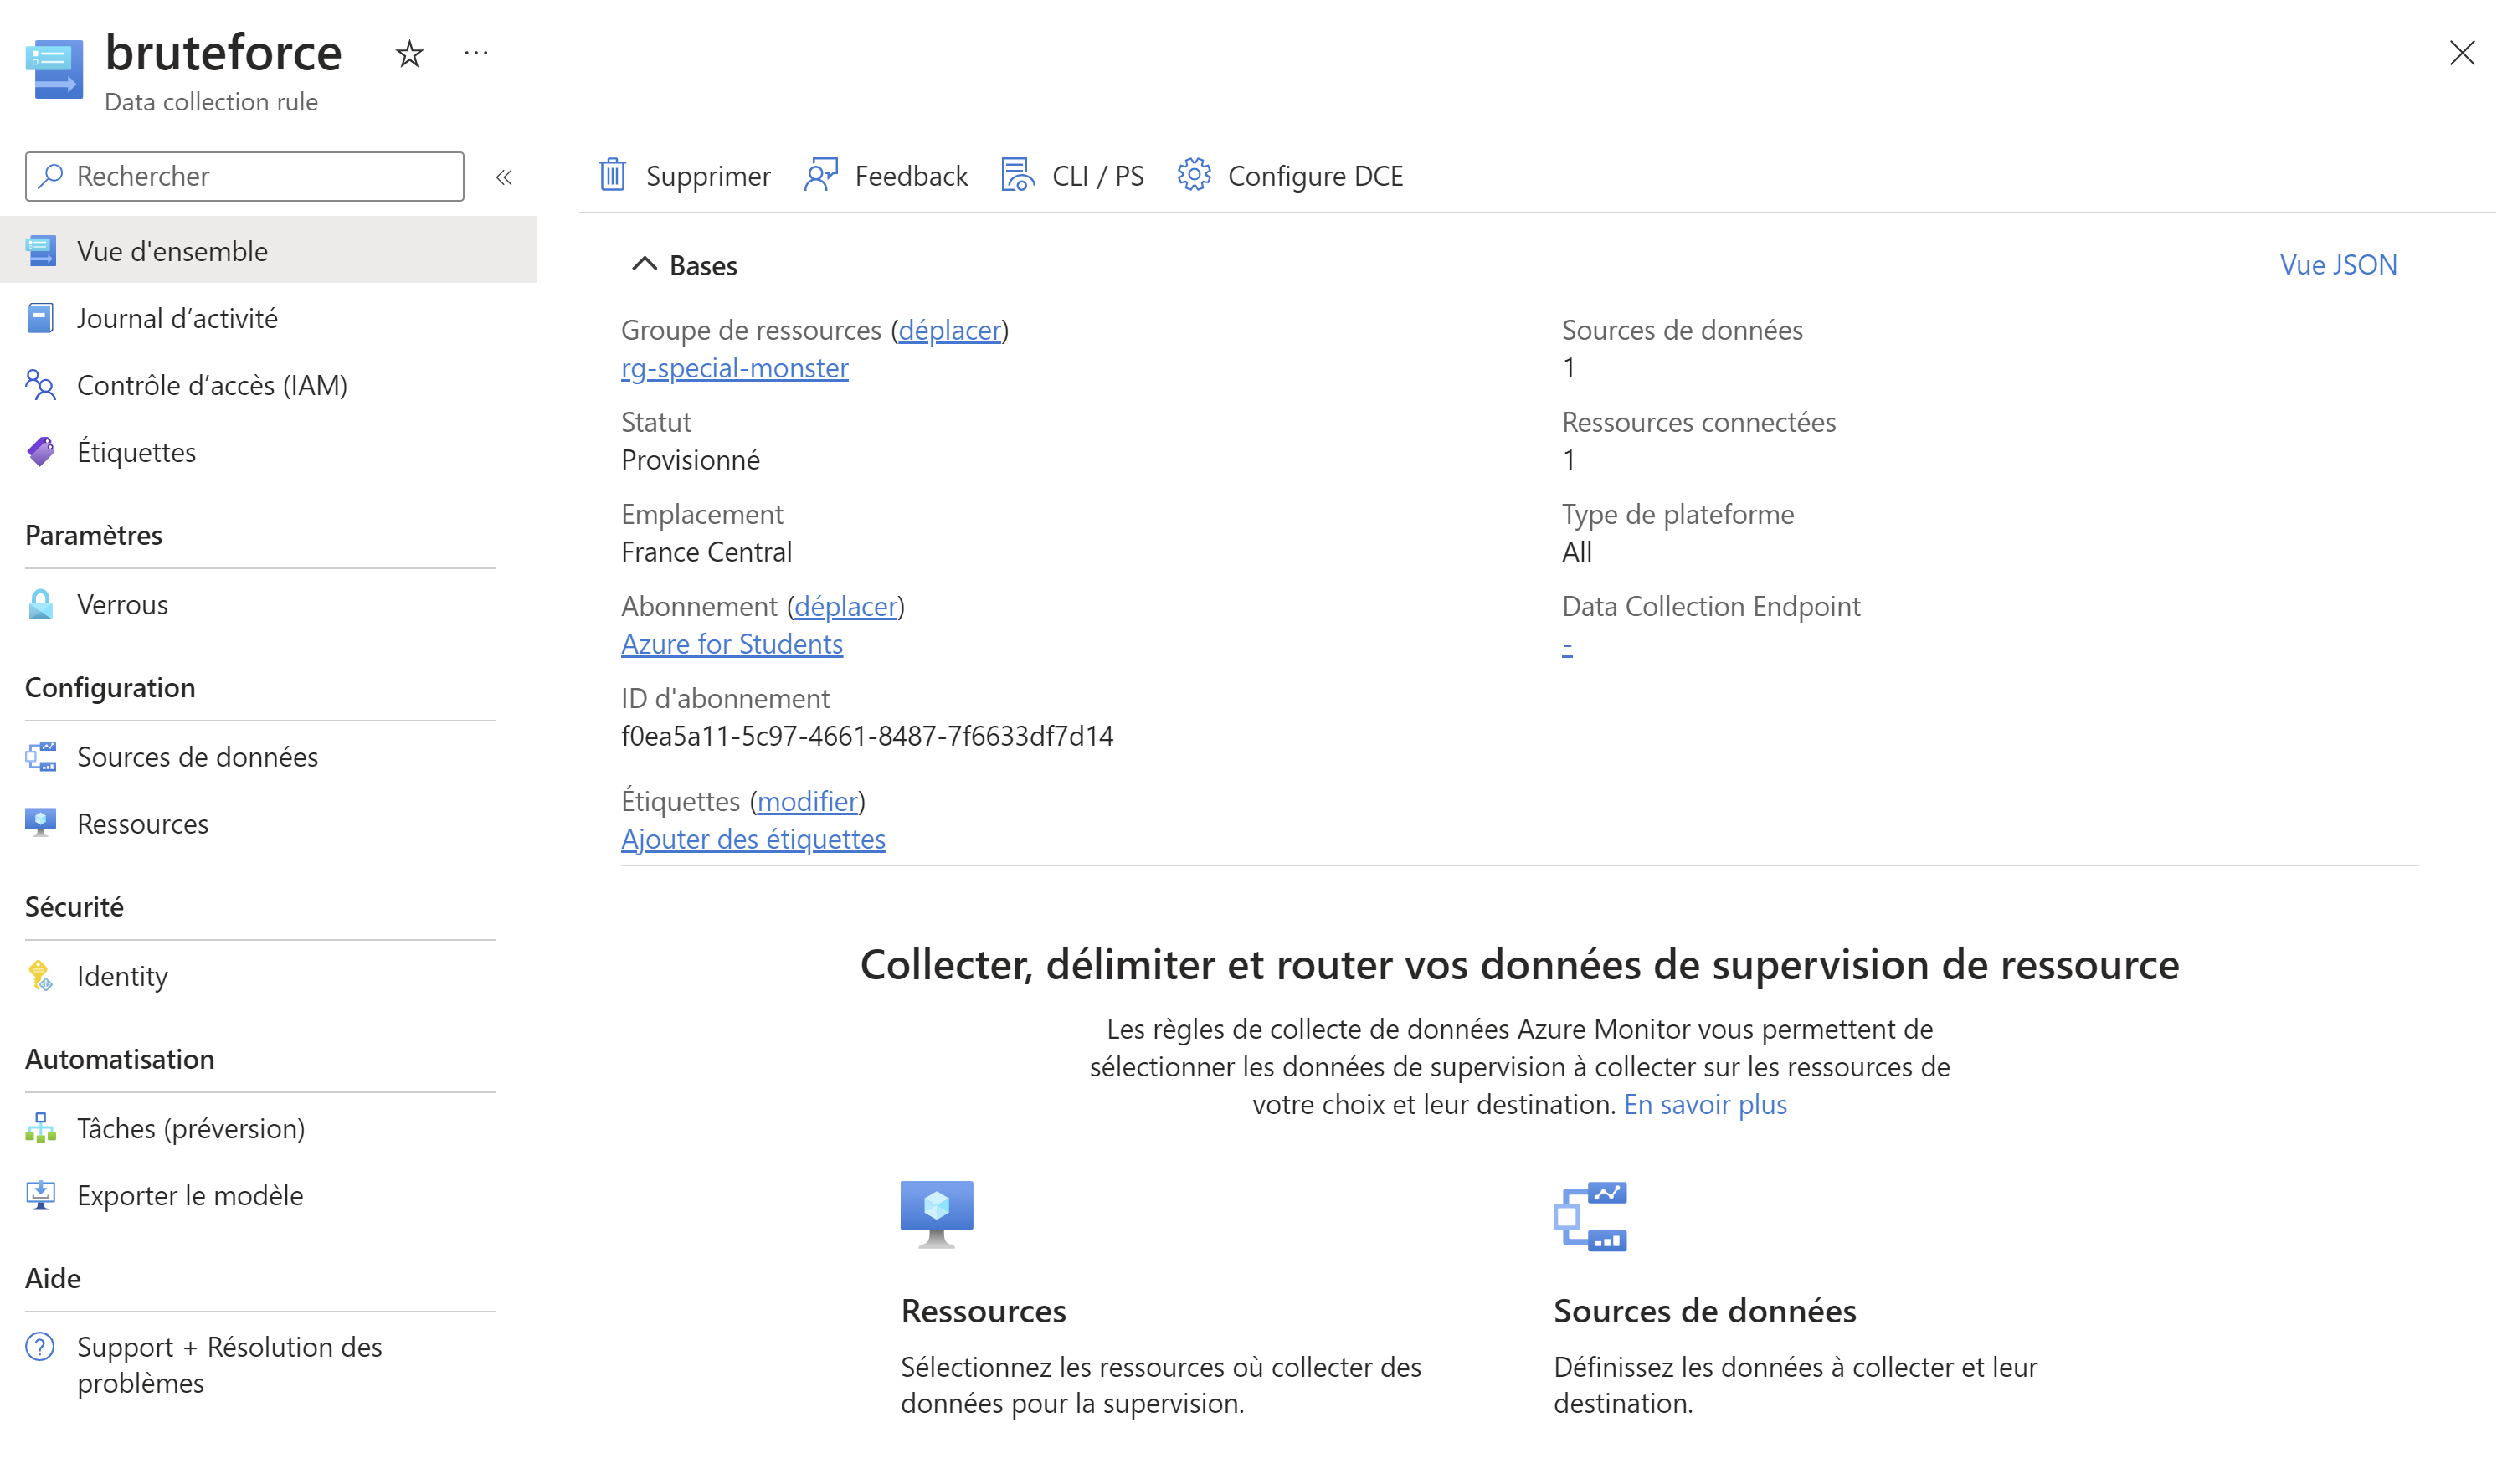 bruteforce
Data collection rule
Rechercher
Vue d'ensemble
Journal d’activité
Contrôle d’accès (IAM)
Étiquettes
Paramètres
Verrous
Configuration
Sources de données
Ressources
Sécurité
Identity
Automatisation
Tâches (préversion)
Exporter le modèle
Aide
Support + Résolution des
problèmes
Supprimer Feedback CLI / PS Configure DCE
Bases
Vue JSON
Groupe de ressources (déplacer)
rg-special-monster
Statut
Provisionné
Emplacement
France Central
Abonnement (déplacer)
Azure for Students
ID d'abonnement
f0ea5a11-5c97-4661-8487-7f6633df7d14
Étiquettes (modifier)
Ajouter des étiquettes
Sources de données
1
Ressources connectées
1
Type de plateforme
All
Data Collection Endpoint
-
Collecter, délimiter et router vos données de supervision de ressource
Les règles de collecte de données Azure Monitor vous permettent de
sélectionner les données de supervision à collecter sur les ressources de
votre choix et leur destination. En savoir plus
Ressources
Sélectionnez les ressources où collecter des
données pour la supervision.
Sources de données
Définissez les données à collecter et leur
destination.